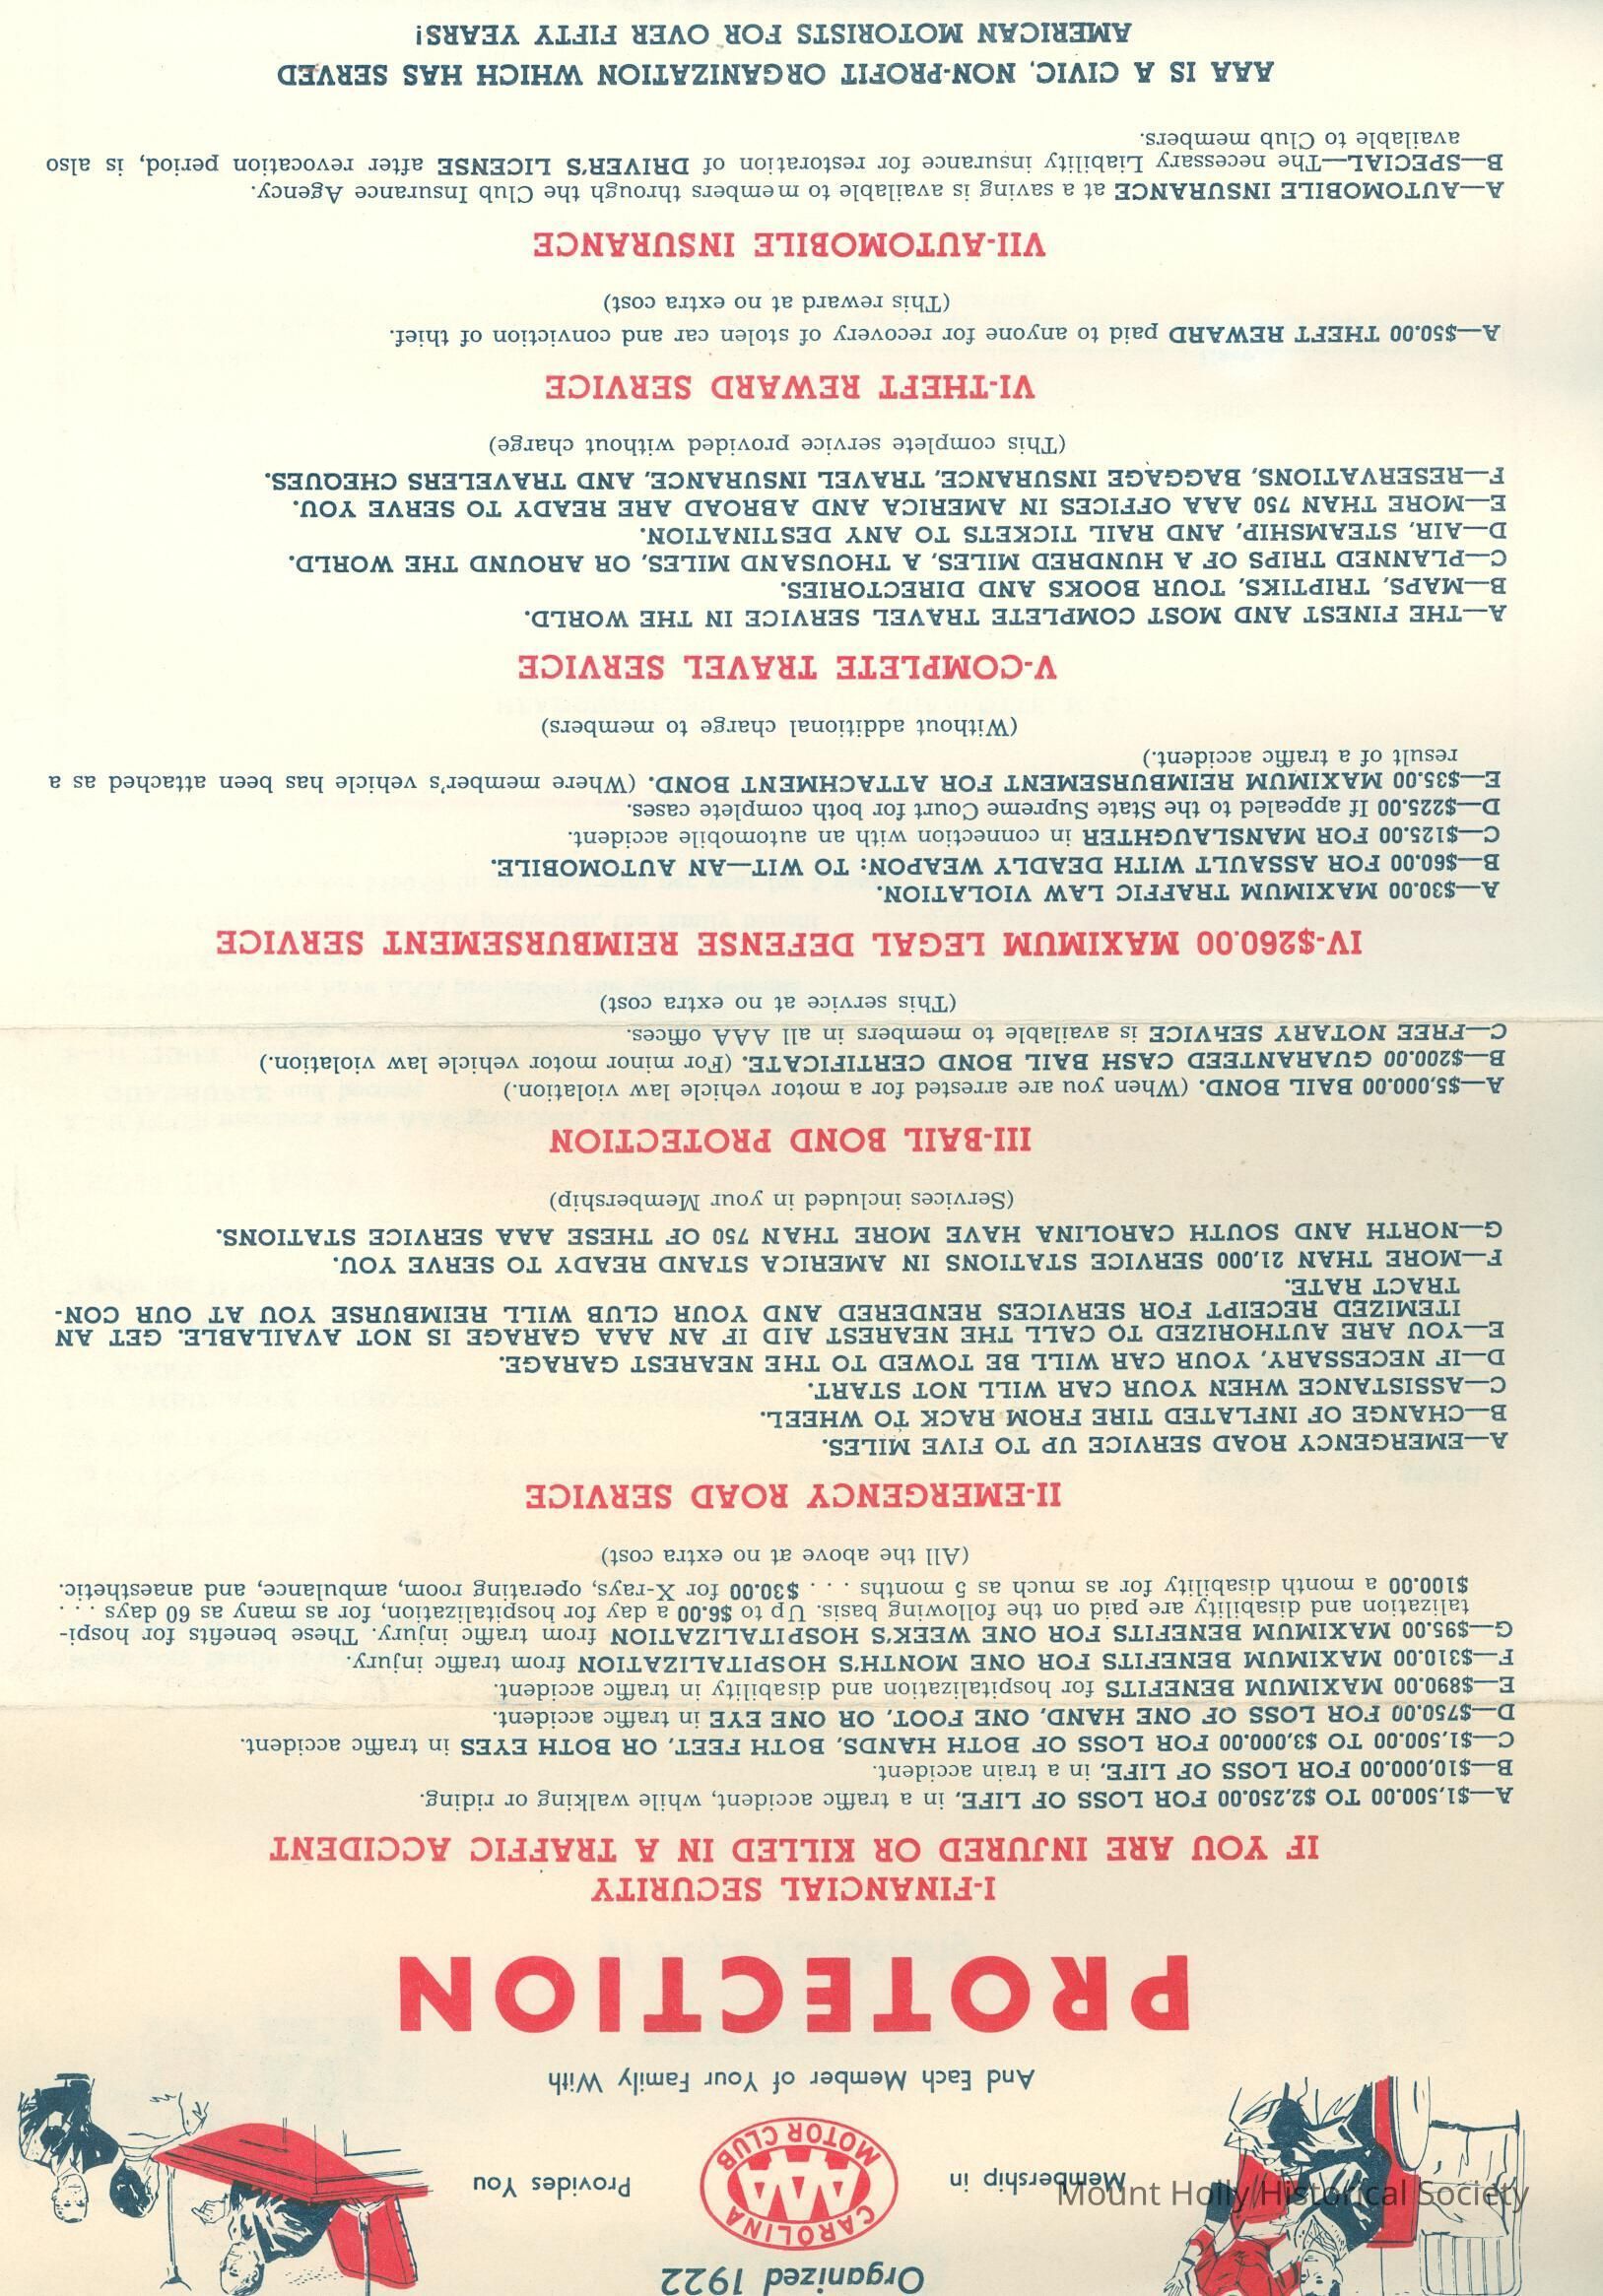 Organized 1922
CAROLINA
AAA
MOTOR CLUB
Membership in
Provides You
And Each Member of Your Family With
PROTECTION
I-FINANCIAL SECURITY
IF YOU ARE INJURED OR KILLED IN A TRAFFIC ACCIDENT
A—$1,500.00 TO $2,250.00 FOR LOSS OF LIFE, in a traffic accident, while walking or riding.
B—$10,000.00 FOR LOSS OF LIFE, in a train accident.
C—$1,500.00 TO $3,000.00 FOR LOSS OF BOTH HANDS, BOTH FEET, OR BOTH EYES in traffic accident.
D—$750.00 FOR LOSS OF ONE HAND, ONE FOOT, OR ONE EYE in traffic accident.
E—$890.00 MAXIMUM BENEFITS for hospitalization and disability in traffic accident.
F—$310.00 MAXIMUM BENEFITS FOR ONE MONTH'S HOSPITALIZATION from traffic injury.
G—$95.00 MAXIMUM BENEFITS FOR ONE WEEK'S HOSPITALIZATION from traffic injury. These benefits for hospi-
talization and disability are paid on the following basis. Up to $6.00 a day for hospitalization, for as many as 60 days . . .
$100.00 a month disability for as much as 5 months . . . $30.00 for X-rays, operating room, ambulance, and anaesthetic.
(All the above at no extra cost)
II-EMERGENCY ROAD SERVICE
A—EMERGENCY ROAD SERVICE UP TO FIVE MILES.
B—CHANGE OF INFLATED TIRE FROM RACK TO WHEEL.
C—ASSISTANCE WHEN YOUR CAR WILL NOT START.
D—IF NECESSARY, YOUR CAR WILL BE TOWED TO THE NEAREST GARAGE.
E—YOU ARE AUTHORIZED TO CALL THE NEAREST AID IF AN AAA GARAGE IS NOT AVAILABLE. GET AN
ITEMIZED RECEIPT FOR SERVICES RENDERED AND YOUR CLUB WILL REIMBURSE YOU AT OUR CON-
TRACT RATE.
F—MORE THAN 21,000 SERVICE STATIONS IN AMERICA STAND READY TO SERVE YOU.
G—NORTH AND SOUTH CAROLINA HAVE MORE THAN 750 OF THESE AAA SERVICE STATIONS.
(Services included in your Membership)
III-BAIL BOND PROTECTION
A—$5,000.00 BAIL BOND. (When you are arrested for a motor vehicle law violation.)
B—$200.00 GUARANTEED CASH BAIL BOND CERTIFICATE. (For minor motor vehicle law violation.)
C—FREE NOTARY SERVICE is available to members in all AAA offices.
(This service at no extra cost)
IV-$260.00 MAXIMUM LEGAL DEFENSE REIMBURSEMENT SERVICE
A—$30.00 MAXIMUM TRAFFIC LAW VIOLATION.
B—$60.00 FOR ASSAULT WITH DEADLY WEAPON: TO WIT—AN AUTOMOBILE.
C—$125.00 FOR MANSLAUGHTER in connection with an automobile accident.
D—$225.00 If appealed to the State Supreme Court for both complete cases.
E—$35.00 MAXIMUM REIMBURSEMENT FOR ATTACHMENT BOND. (Where member's vehicle has been attached as a
result of a traffic accident.)
(Without additional charge to members)
V-COMPLETE TRAVEL SERVICE
A—THE FINEST AND MOST COMPLETE TRAVEL SERVICE IN THE WORLD.
B—MAPS, TRIPTIKS, TOUR BOOKS AND DIRECTORIES.
C—PLANNED TRIPS OF A HUNDRED MILES, A THOUSAND MILES, OR AROUND THE WORLD.
D—AIR, STEAMSHIP, AND RAIL TICKETS TO ANY DESTINATION.
E—MORE THAN 750 AAA OFFICES IN AMERICA AND ABROAD ARE READY TO SERVE YOU.
F—RESERVATIONS, BAGGAGE INSURANCE, TRAVEL INSURANCE, AND TRAVELERS CHEQUES.
(This complete service provided without charge)
VI-THEFT REWARD SERVICE
A—$50.00 THEFT REWARD paid to anyone for recovery of stolen car and conviction of thief.
(This reward at no extra cost)
VII-AUTOMOBILE INSURANCE
A—AUTOMOBILE INSURANCE at a saving is available to members through the Club Insurance Agency.
B—SPECIAL—The necessary Liability insurance for restoration of DRIVER'S LICENSE after revocation period, is also
available to Club members.
AAA IS A CIVIC, NON-PROFIT ORGANIZATION WHICH HAS SERVED
AMERICAN MOTORISTS FOR OVER FIFTY YEARS!
Mount Holly Historical Society